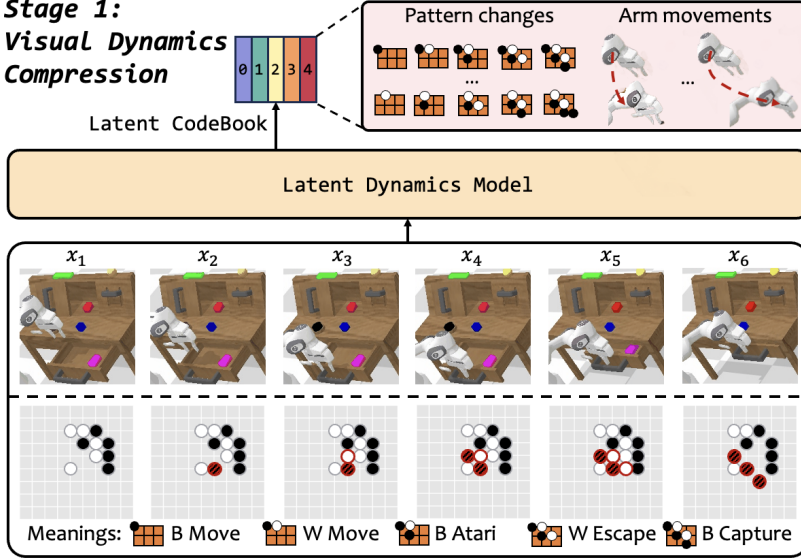 Stage 1:
Visual Dynamics
Compression
0 1 2 3 4
Latent CodeBook
Pattern changes
Arm movements
...
...
Latent Dynamics Model
x₁ x₂ x₃ x₄ x₅ x₆
Meanings: B Move W Move B Atari W Escape B Capture